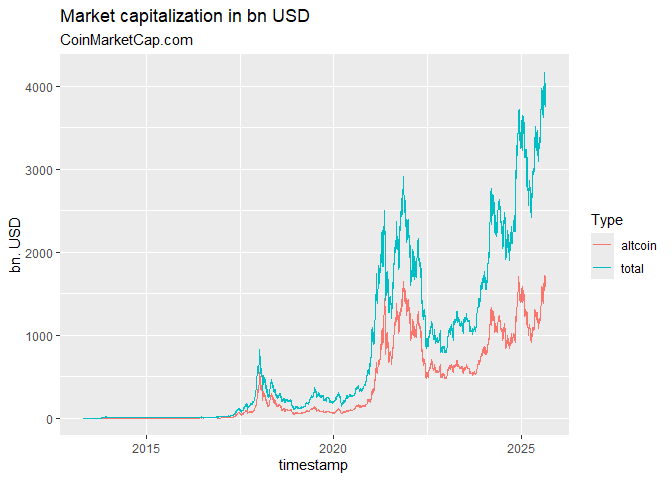 Market capitalization in bn USD
CoinMarketCap.com
4000
3000
2000
1000
0
bn. USD
2015
2020
2025
timestamp
Type
altcoin
total